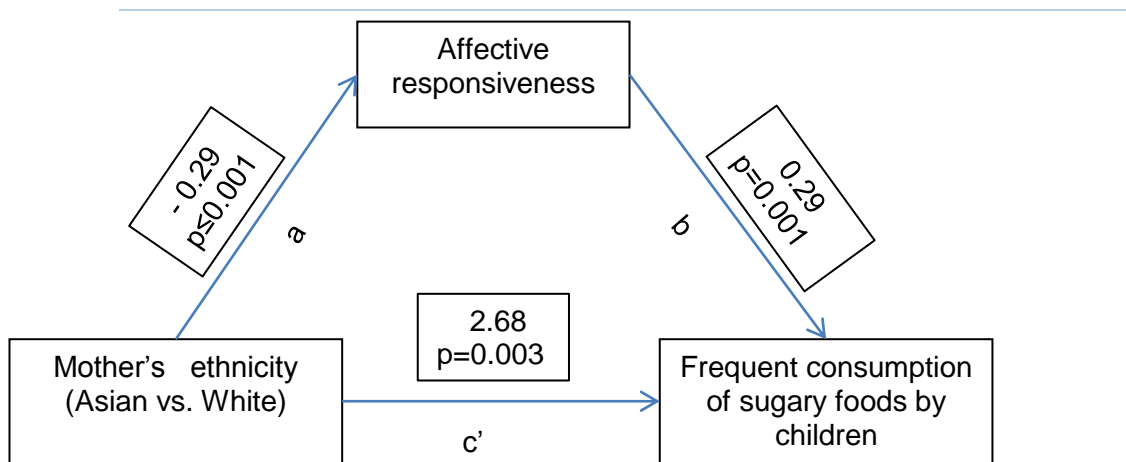 Affective
responsiveness
- 0.29
p≤0.001
a
0.29
p=0.001
b
2.68
p=0.003
Mother’s ethnicity
(Asian vs. White)
c’
Frequent consumption
of sugary foods by
children